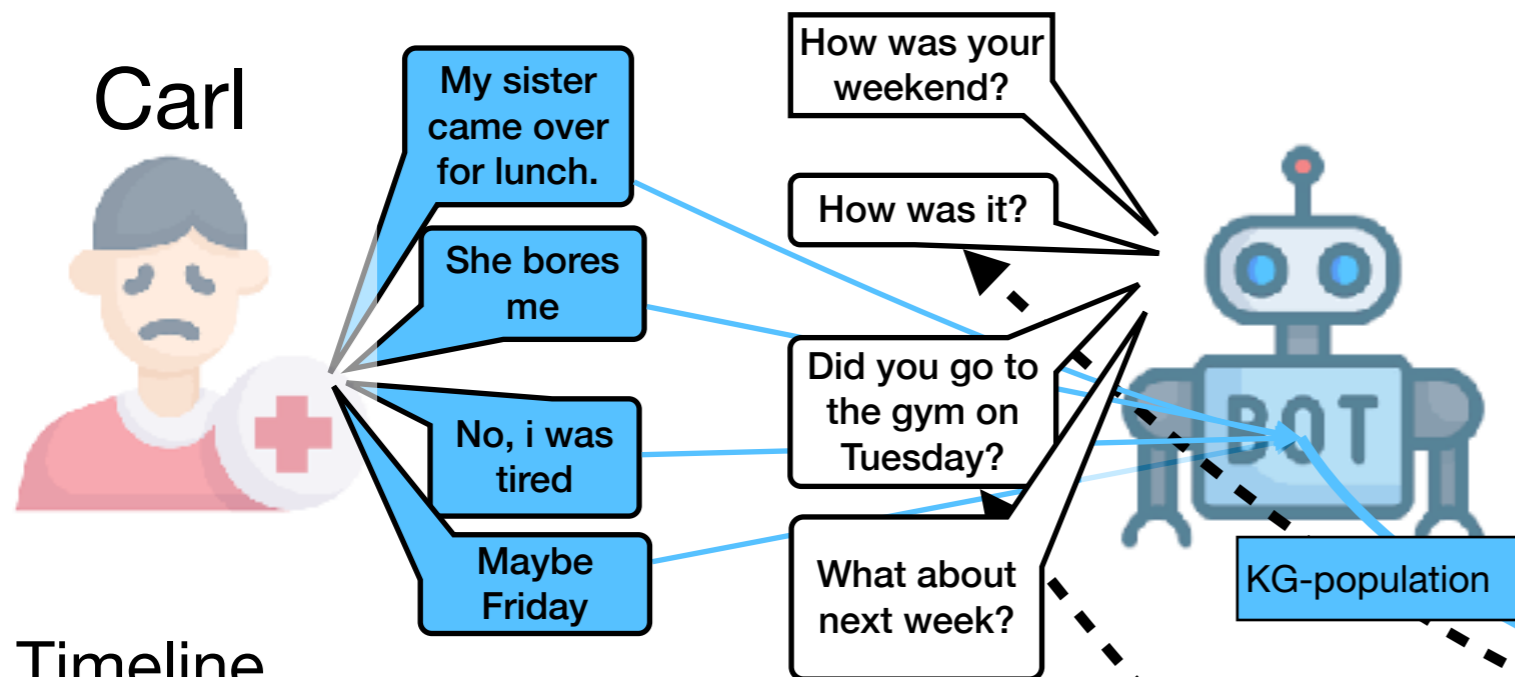 Carl
My sister
came over
for lunch.
She bores
me
No, i was
tired
Maybe
Friday
How was your
weekend?
How was it?
Did you go to
the gym on
Tuesday?
What about
next week?
BOT
KG-population
Timeline